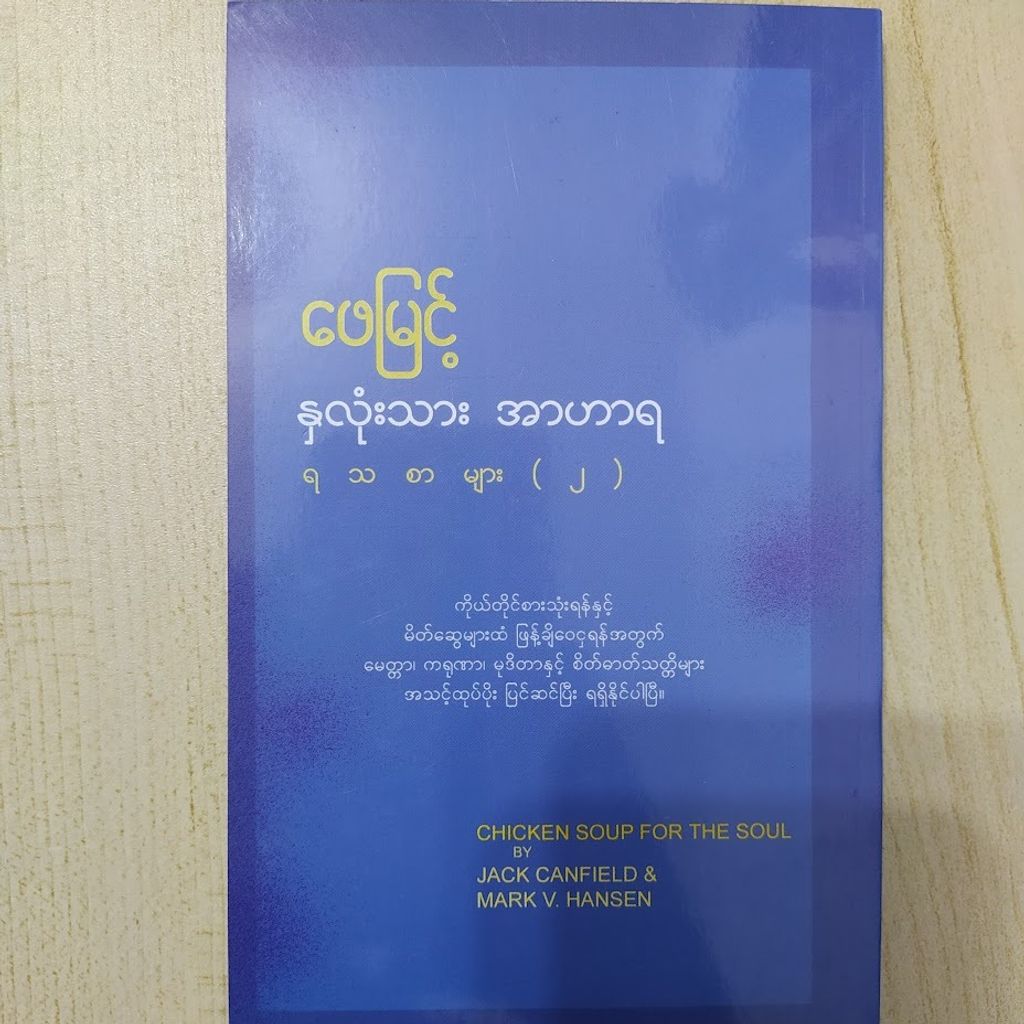 ဖေမြင့်
နှလုံးသား အာဟာရ
ရသစာများ (၂)
ကိုယ်တိုင်စားသုံးရန်နှင့်
မိတ်ဆွေများထံ ဖြန့်ချိဝေငှရန်အတွက်
မေတ္တာ၊ ကရုဏာ၊ မုဒိတာနှင့် စိတ်ဓာတ်သတ္တိများ
အသင့်ထုပ်ပိုး ပြင်ဆင်ပြီး ရရှိနိုင်ပါပြီ။
CHICKEN SOUP FOR THE SOUL
BY
JACK CANFIELD &
MARK V. HANSEN